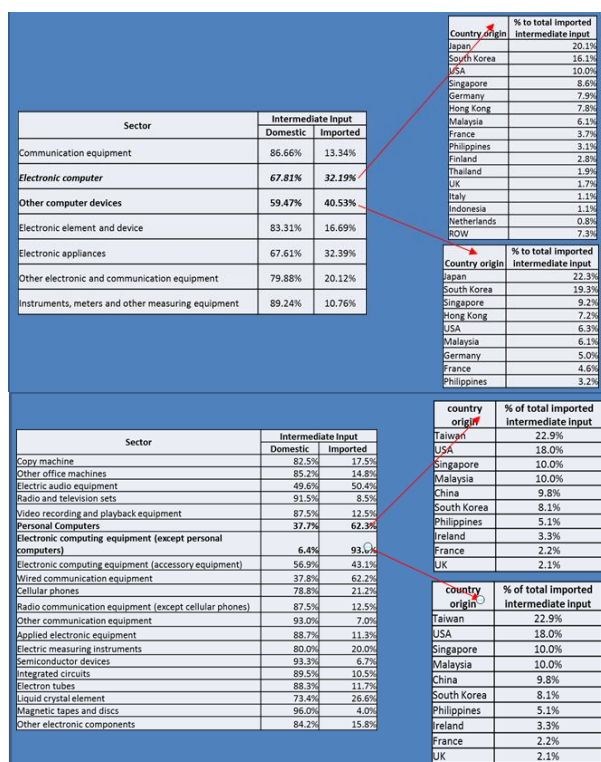 Sector Intermediate Input
Domestic Imported
Communication equipment 86.66% 13.34%
Electronic computer 67.81% 32.19%
Other computer devices 59.47% 40.53%
Electronic element and device 83.31% 16.69%
Electronic appliances 67.61% 32.39%
Other electronic and communication equipment 79.88% 20.12%
Instruments, meters and other measuring equipment 89.24% 10.76%
% to total imported
Country origin intermediate input
Japan 20.1%
South Korea 16.1%
USA 10.0%
Singapore 8.6%
Germany 7.9%
Hong Kong 7.8%
Malaysia 6.1%
France 3.7%
Philippines 3.1%
Finland 2.8%
Thailand 1.9%
UK 1.7%
Italy 1.1%
Indonesia 1.1%
Netherlands 0.8%
ROW 7.3%
% to total imported
Country origin intermediate input
Japan 22.3%
South Korea 19.3%
Singapore 9.2%
Hong Kong 7.2%
USA 6.3%
Malaysia 6.1%
Germany 5.0%
France 4.6%
Philippines 3.2%
Sector Intermediate Input
Domestic Imported
Copy machine 82.5% 17.5%
Other office machines 85.2% 14.8%
Electric audio equipment 49.6% 50.4%
Radio and television sets 91.5% 8.5%
Video recording and playback equipment 87.5% 12.5%
Personal Computers 37.7% 62.3%
Electronic computing equipment (except personal
computers) 6.4%
Electronic computing equipment (accessory equipment) 56.9% 43.1%
Wired communication equipment 37.8% 62.2%
Cellular phones 78.8% 21.2%
Radio communication equipment (except cellular phones) 87.5% 12.5%
Other communication equipment 93.0% 7.0%
Applied electronic equipment 88.7% 11.3%
Electric measuring instruments 80.0% 20.0%
Semiconductor devices 93.3% 6.7%
Integrated circuits 89.5% 10.5%
Electron tubes 88.3% 11.7%
Liquid crystal element 73.4% 26.6%
Magnetic tapes and discs 96.0% 4.0%
Other electronic components 84.2% 15.8%
country % of total imported
origin intermediate input
Taiwan 22.9%
USA 18.0%
Singapore 10.0%
Malaysia 10.0%
China 9.8%
South Korea 8.1%
Philippines 5.1%
Ireland 3.3%
France 2.2%
UK 2.1%
country % of total imported
origin intermediate input
Taiwan 22.9%
USA 18.0%
Singapore 10.0%
Malaysia 10.0%
China 9.8%
South Korea 8.1%
Philippines 5.1%
Ireland 3.3%
France 2.2%
UK 2.1%